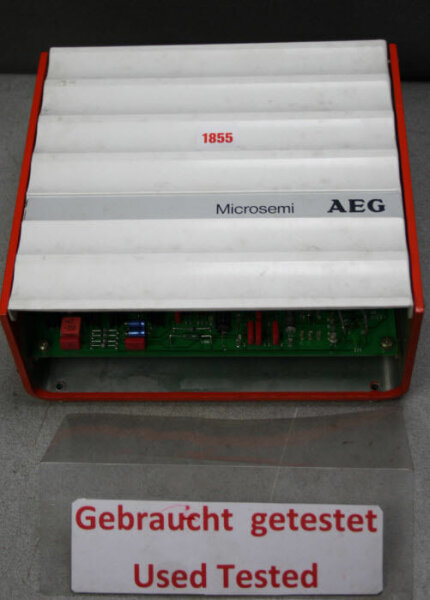 1855
Microsemi AEG
Gebraucht getestet
Used Tested